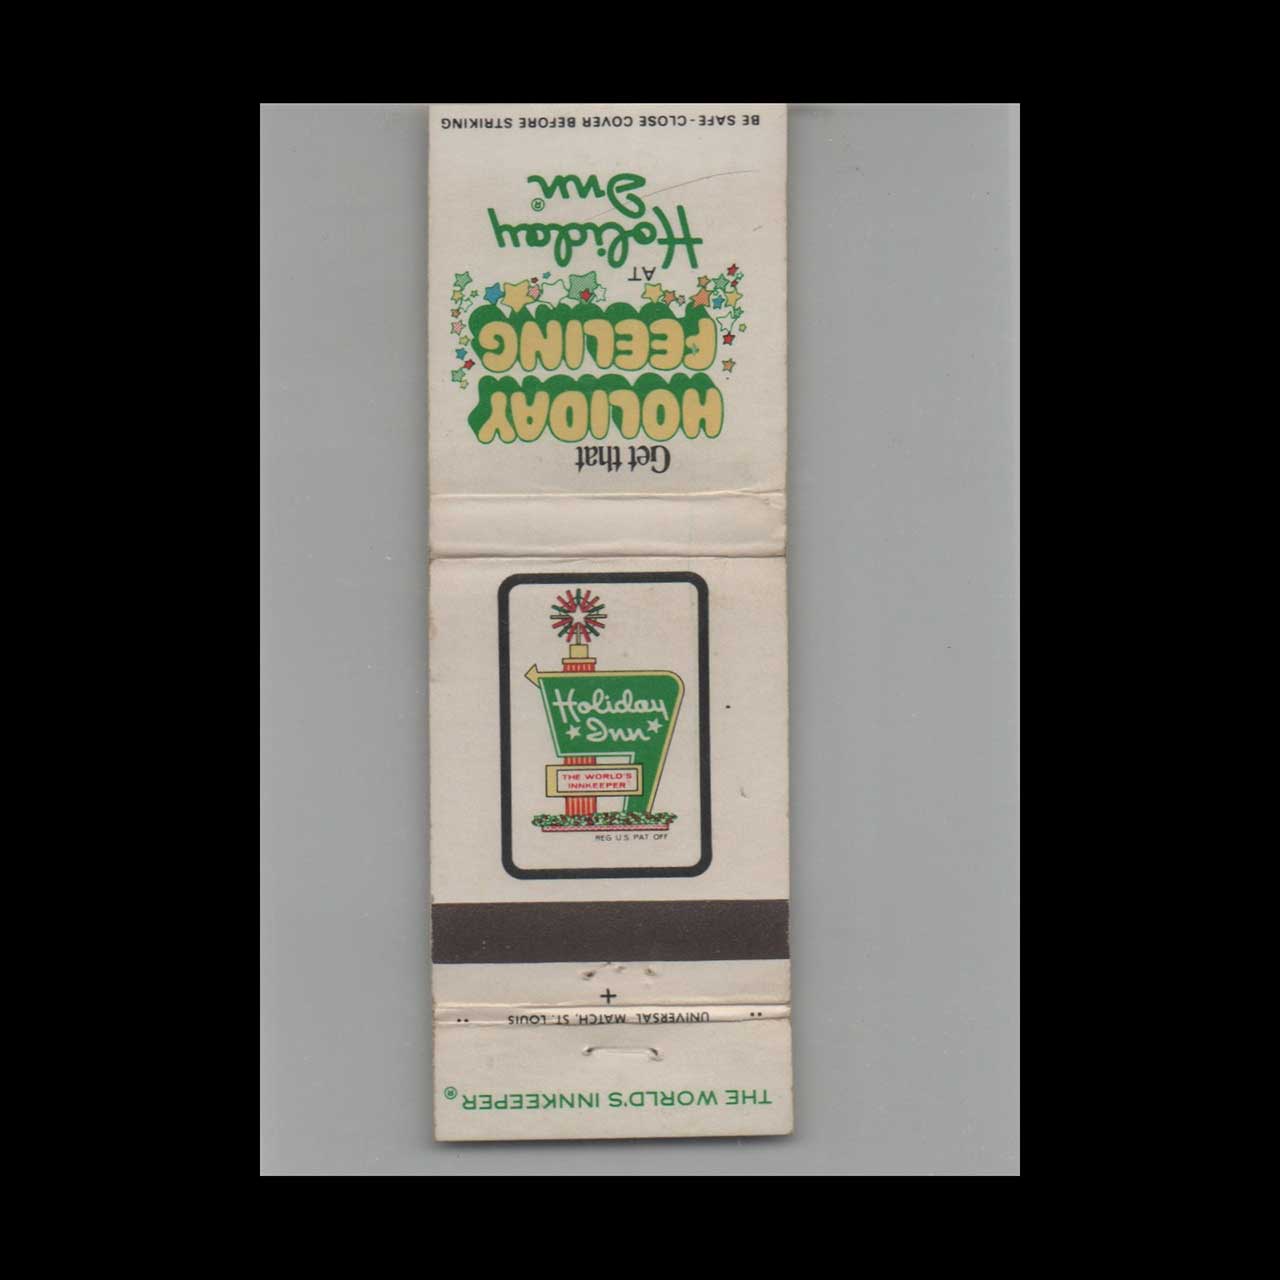 BE SAFE - CLOSE COVER BEFORE STRIKING
Get that
HOLIDAY
FEELING
AT
Holiday
Inn®
Holiday
Inn
THE WORLD'S
INNKEEPER
REG U.S. PAT. OFF
+
UNIVERSAL MATCH, ST. LOUIS
THE WORLD'S INNKEEPER®